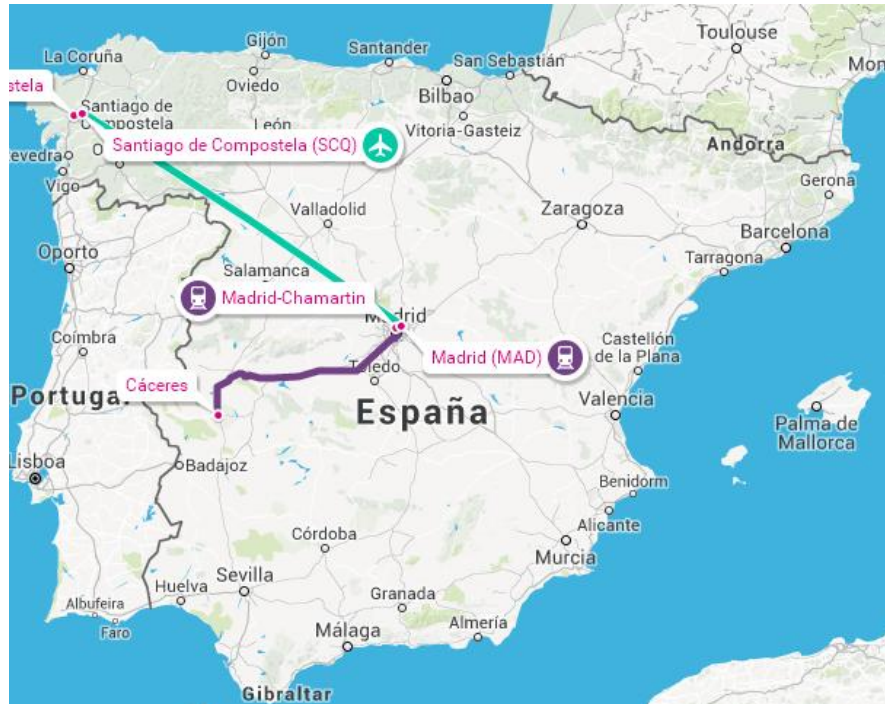 Toulouse
Gijón
La Coruña
Santander
San Sebastián
Mon
Oviedo
Bilbao
stela
Santiago de
Compostela
León
Vitoria-Gasteiz
Andorra
Santiago de Compostela (SCQ)
evedra
O
Vigo
Gerona
Valladolid
Zaragoza
Barcelona
Oporto
Tarragona
Salamanca
Madrid-Chamartin
Madrid
Coímbra
Madrid (MAD)
Castellón
de la Plana
Toledo
Cáceres
Portugal
España
Valencia
Palma de
Mallorca
Lisboa
Badajoz
Benidorm
Alicante
Córdoba
Murcia
Huelva
Sevilla
Granada
Albufeira
Faro
Málaga
Almería
Gibraltar